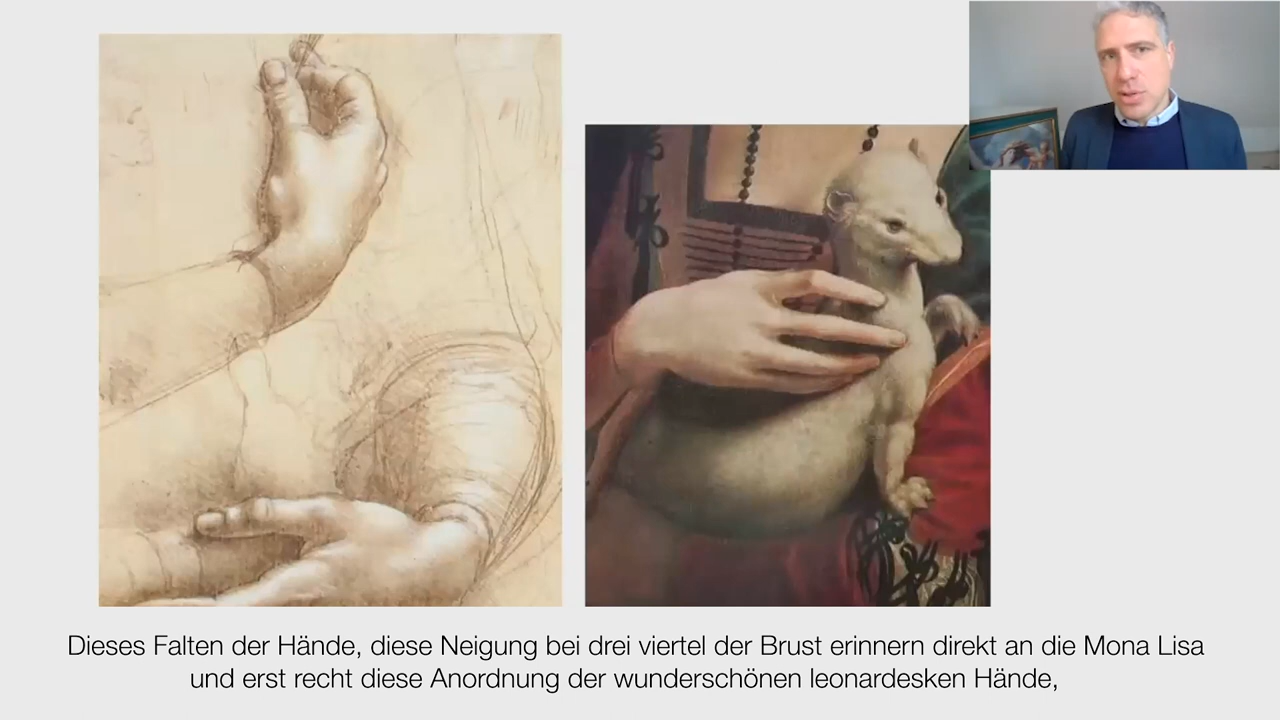 Dieses Falten der Hände, diese Neigung bei drei viertel der Brust erinnern direkt an die Mona Lisa
und erst recht diese Anordnung der wunderschönen leonardesken Hände,